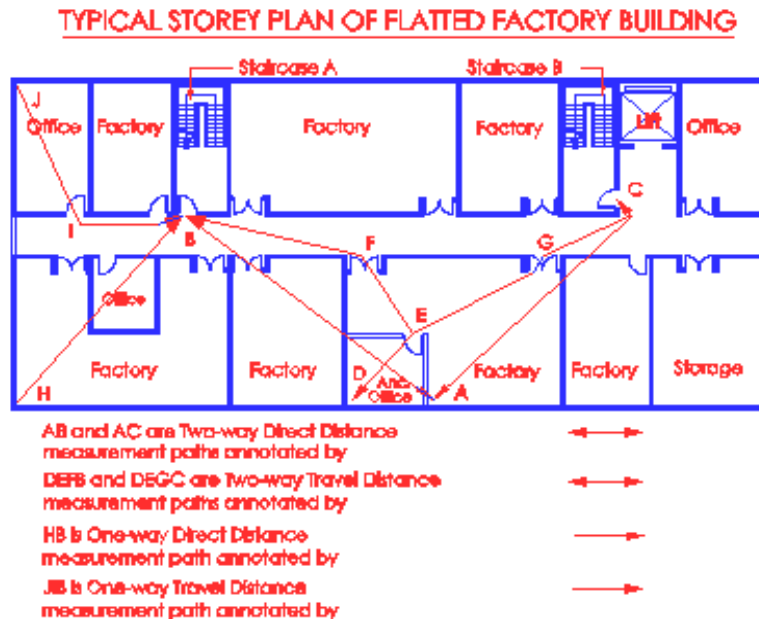 TYPICAL STOREY PLAN OF FLATTED FACTORY BUILDING
Staircase A
Staircase B
J
Office
Factory
Factory
Factory
Lift
Office
C
I
B
F
G
E
Office
H
Factory
Factory
D
Office
A
Factory
Factory
Storage
AB and AC are Two-way Direct Distance
measurement paths annotated by
DEFB and DEGC are Two-way Travel Distance
measurement paths annotated by
HB is One-way Direct Distance
measurement path annotated by
JIB is One-way Travel Distance
measurement path annotated by